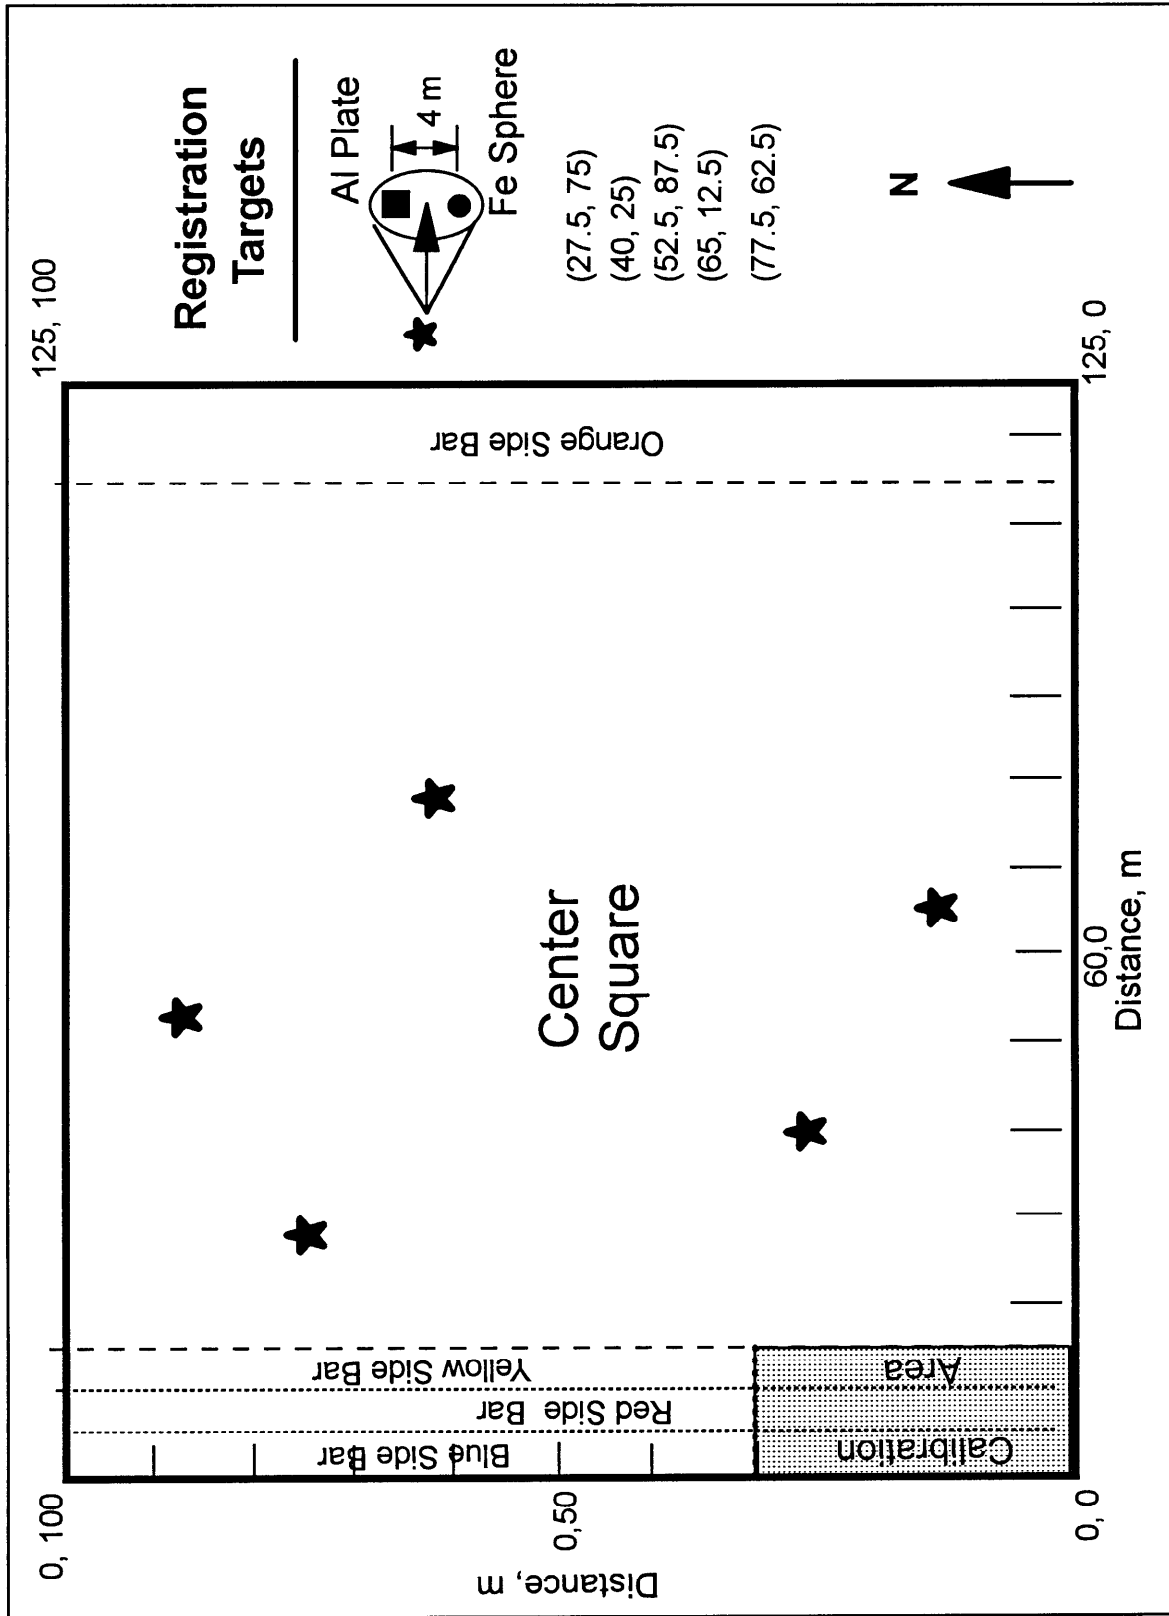 Registration
Targets
Al Plate
4 m
Fe Sphere
(27.5, 75)
(40, 25)
(52.5, 87.5)
(65, 12.5)
(77.5, 62.5)
N
0, 100
125, 100
Blue Side Bar
Red Side Bar
Yellow Side Bar
Orange Side Bar
Center
Square
0,50
Distance, m
Calibration
Area
0, 0
60,0
125, 0
Distance, m